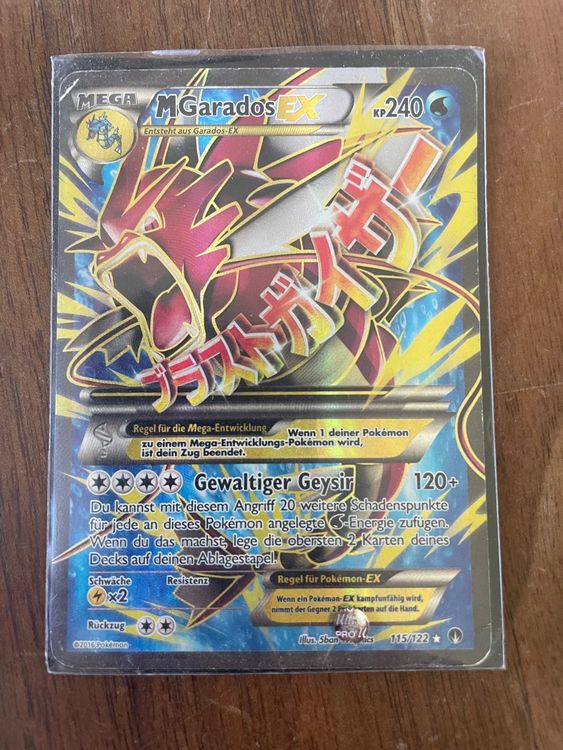 MEGA
MGarados EX
KP240
Entsteht aus Garados-EX
ブラストガイザー
Regel für die Mega-Entwicklung
Wenn 1 deiner Pokémon
zu einem Mega-Entwicklungs-Pokémon wird,
ist dein Zug beendet.
Gewaltiger Geysir 120+
Du kannst mit diesem Angriff 20 weitere Schadenspunkte
für jede an dieses Pokémon angelegte -Energie zufügen.
Wenn du das machst, lege die obersten 2 Karten deines
Decks auf deinen Ablagestapel.
Schwäche Resistenz
×2
Regel für Pokémon-EX
Wenn ein Pokémon-EX kampfunfähig wird,
nimmt der Gegner 2 auf die Hand.
Rückzug
©2016 Pokémon
Illus. 5ban
PRO
115/122